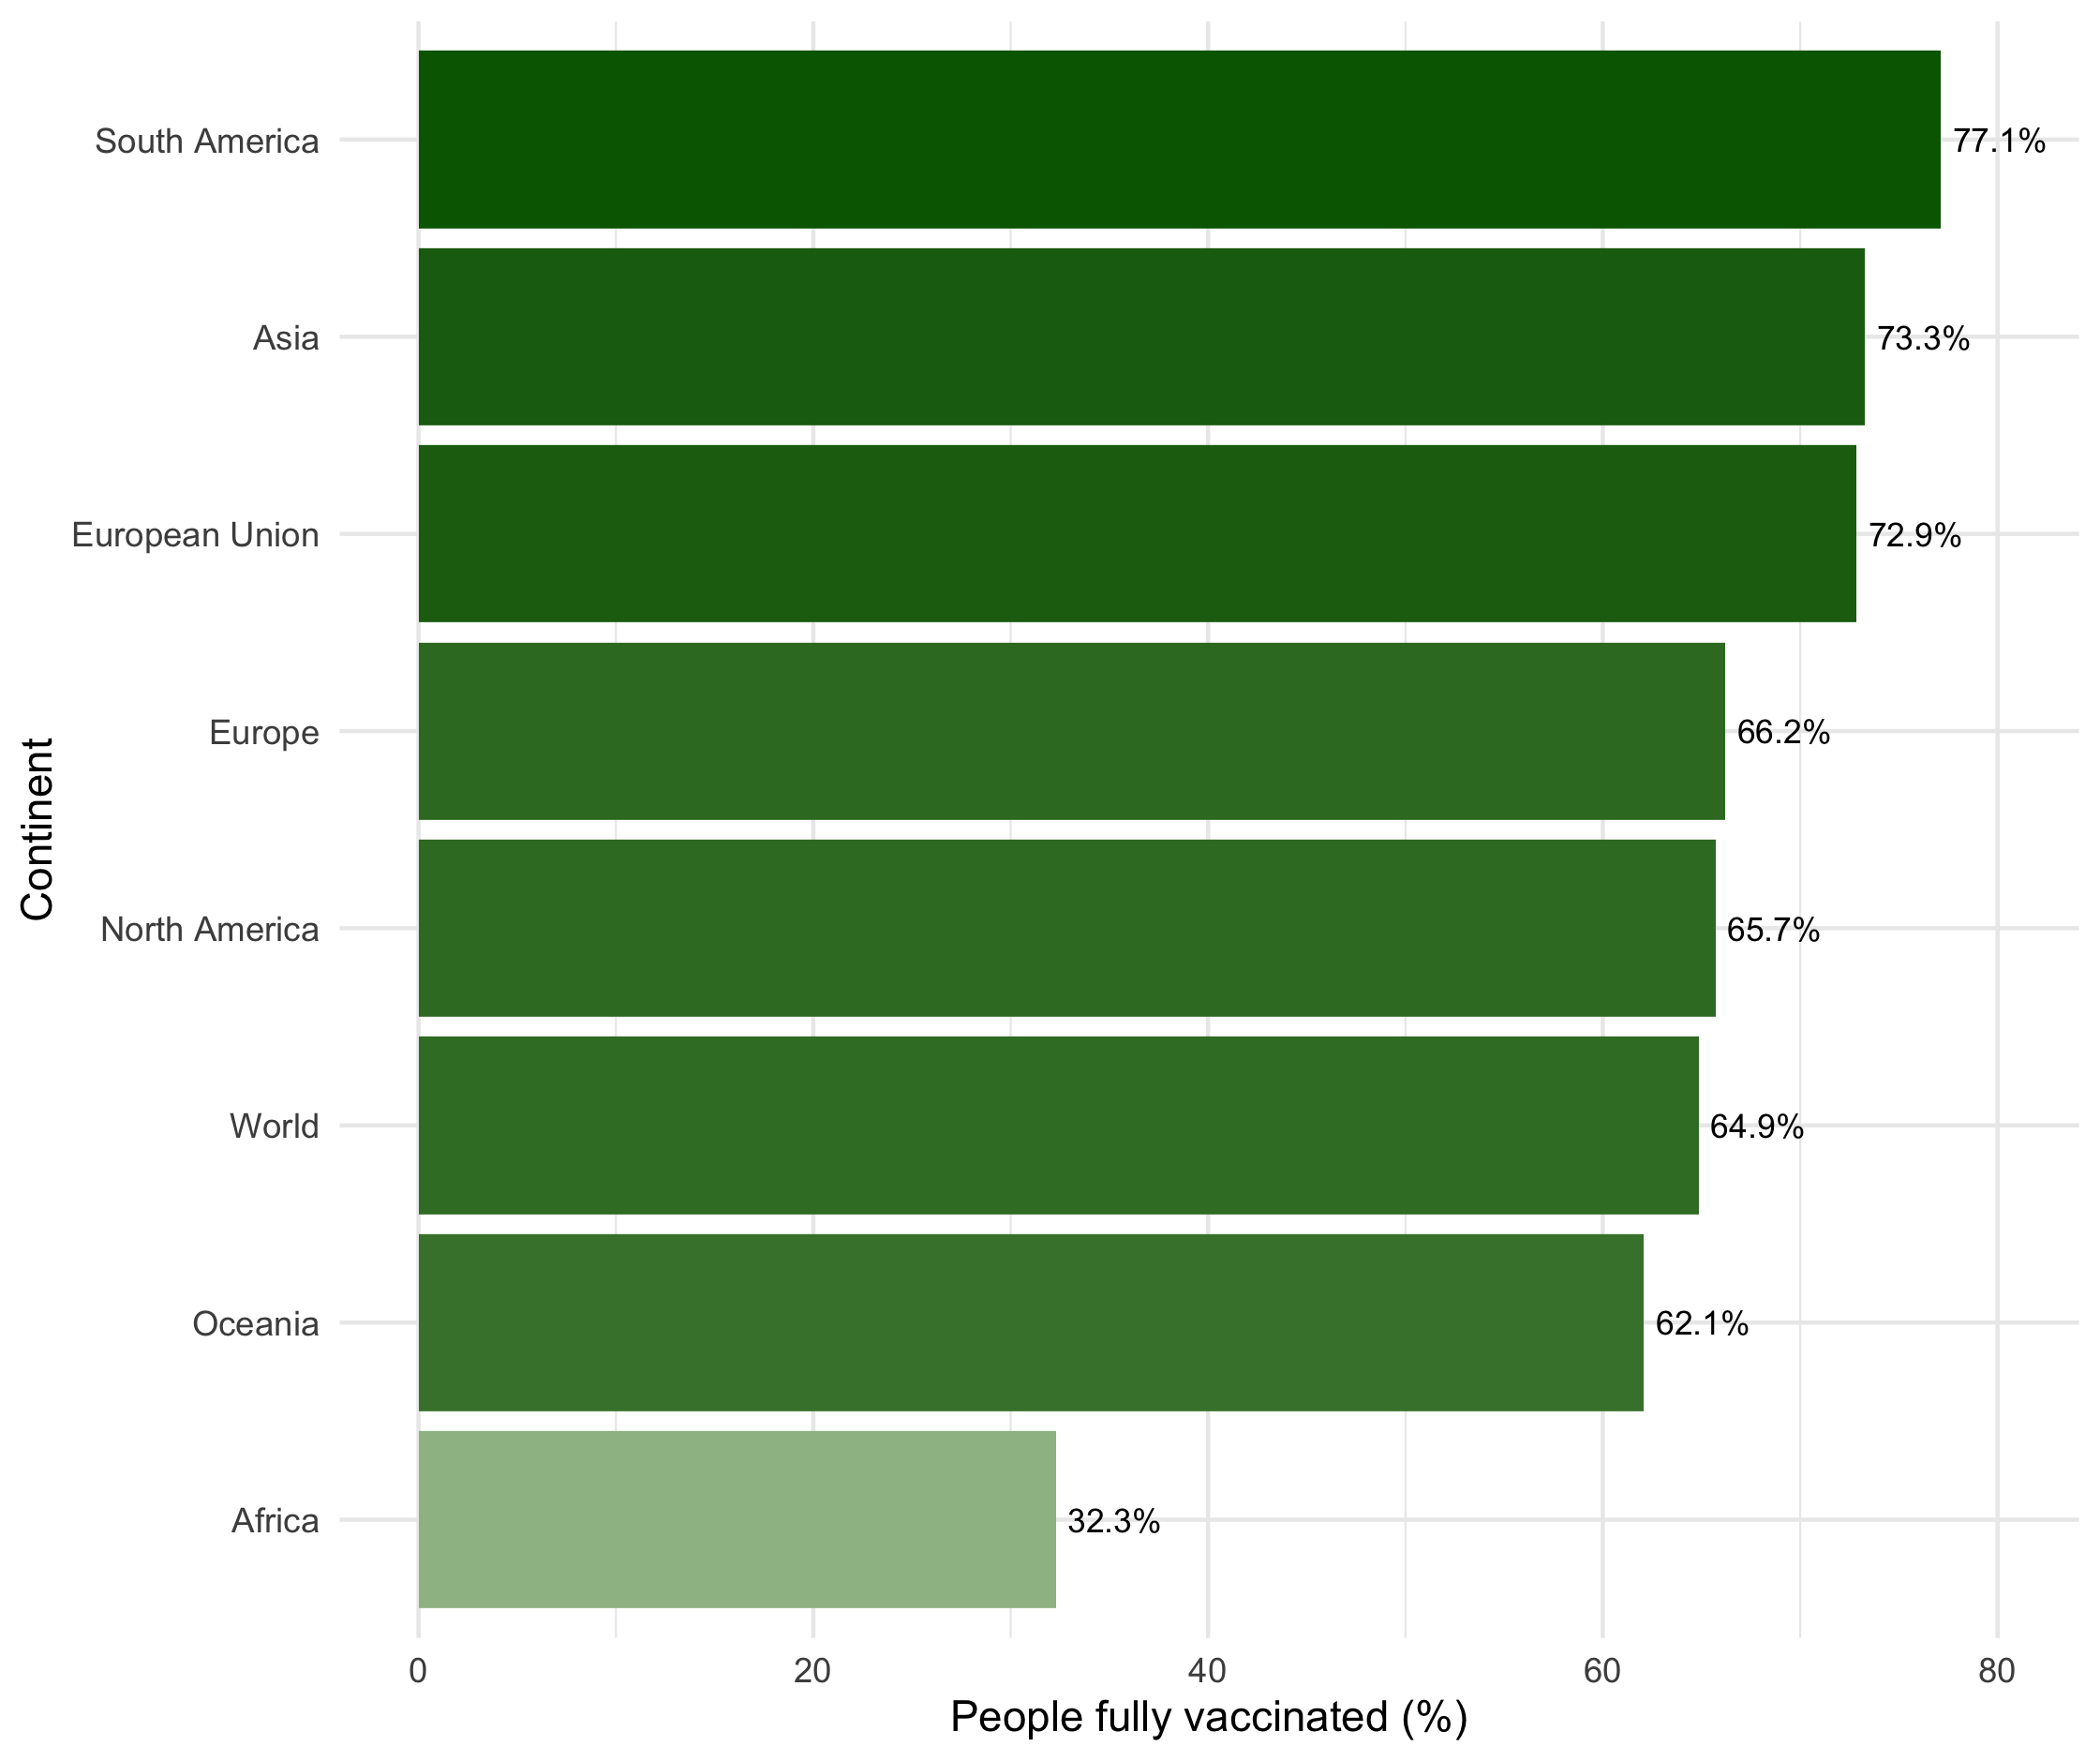 South America 77.1%
Asia 73.3%
European Union 72.9%
Europe 66.2%
North America 65.7%
World 64.9%
Oceania 62.1%
Africa 32.3%
Continent
0 20 40 60 80
People fully vaccinated (%)